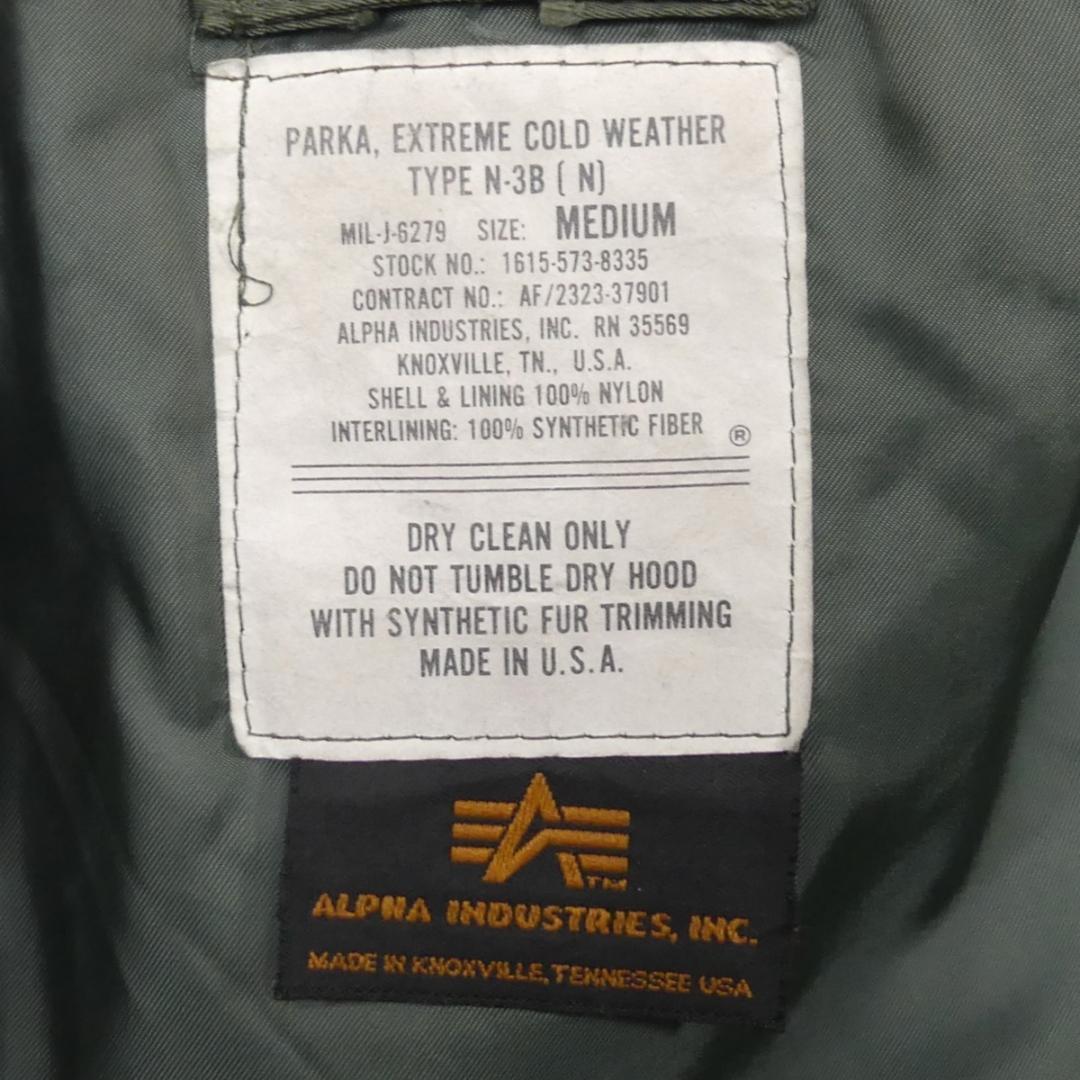 PARKA, EXTREME COLD WEATHER
TYPE N-3B ( N)
MIL-J-6279 SIZE: MEDIUM
STOCK NO.: 1615-573-8335
CONTRACT NO.: AF/2323-37901
ALPHA INDUSTRIES, INC. RN 35569
KNOXVILLE, TN., U.S.A.
SHELL & LINING 100% NYLON
INTERLINING: 100% SYNTHETIC FIBER ®
DRY CLEAN ONLY
DO NOT TUMBLE DRY HOOD
WITH SYNTHETIC FUR TRIMMING
MADE IN U.S.A.
TM
ALPHA INDUSTRIES, INC.
MADE IN KNOXVILLE, TENNESSEE USA